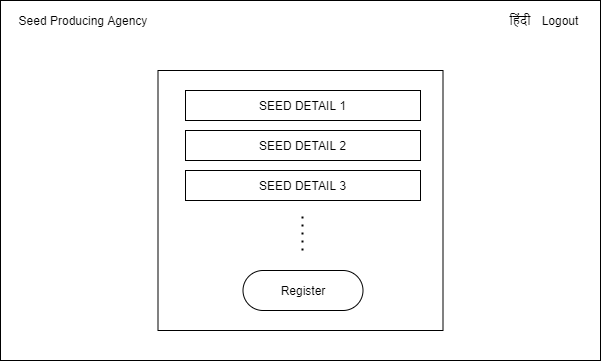 Seed Producing Agency
हिंदी Logout
SEED DETAIL 1
SEED DETAIL 2
SEED DETAIL 3
Register